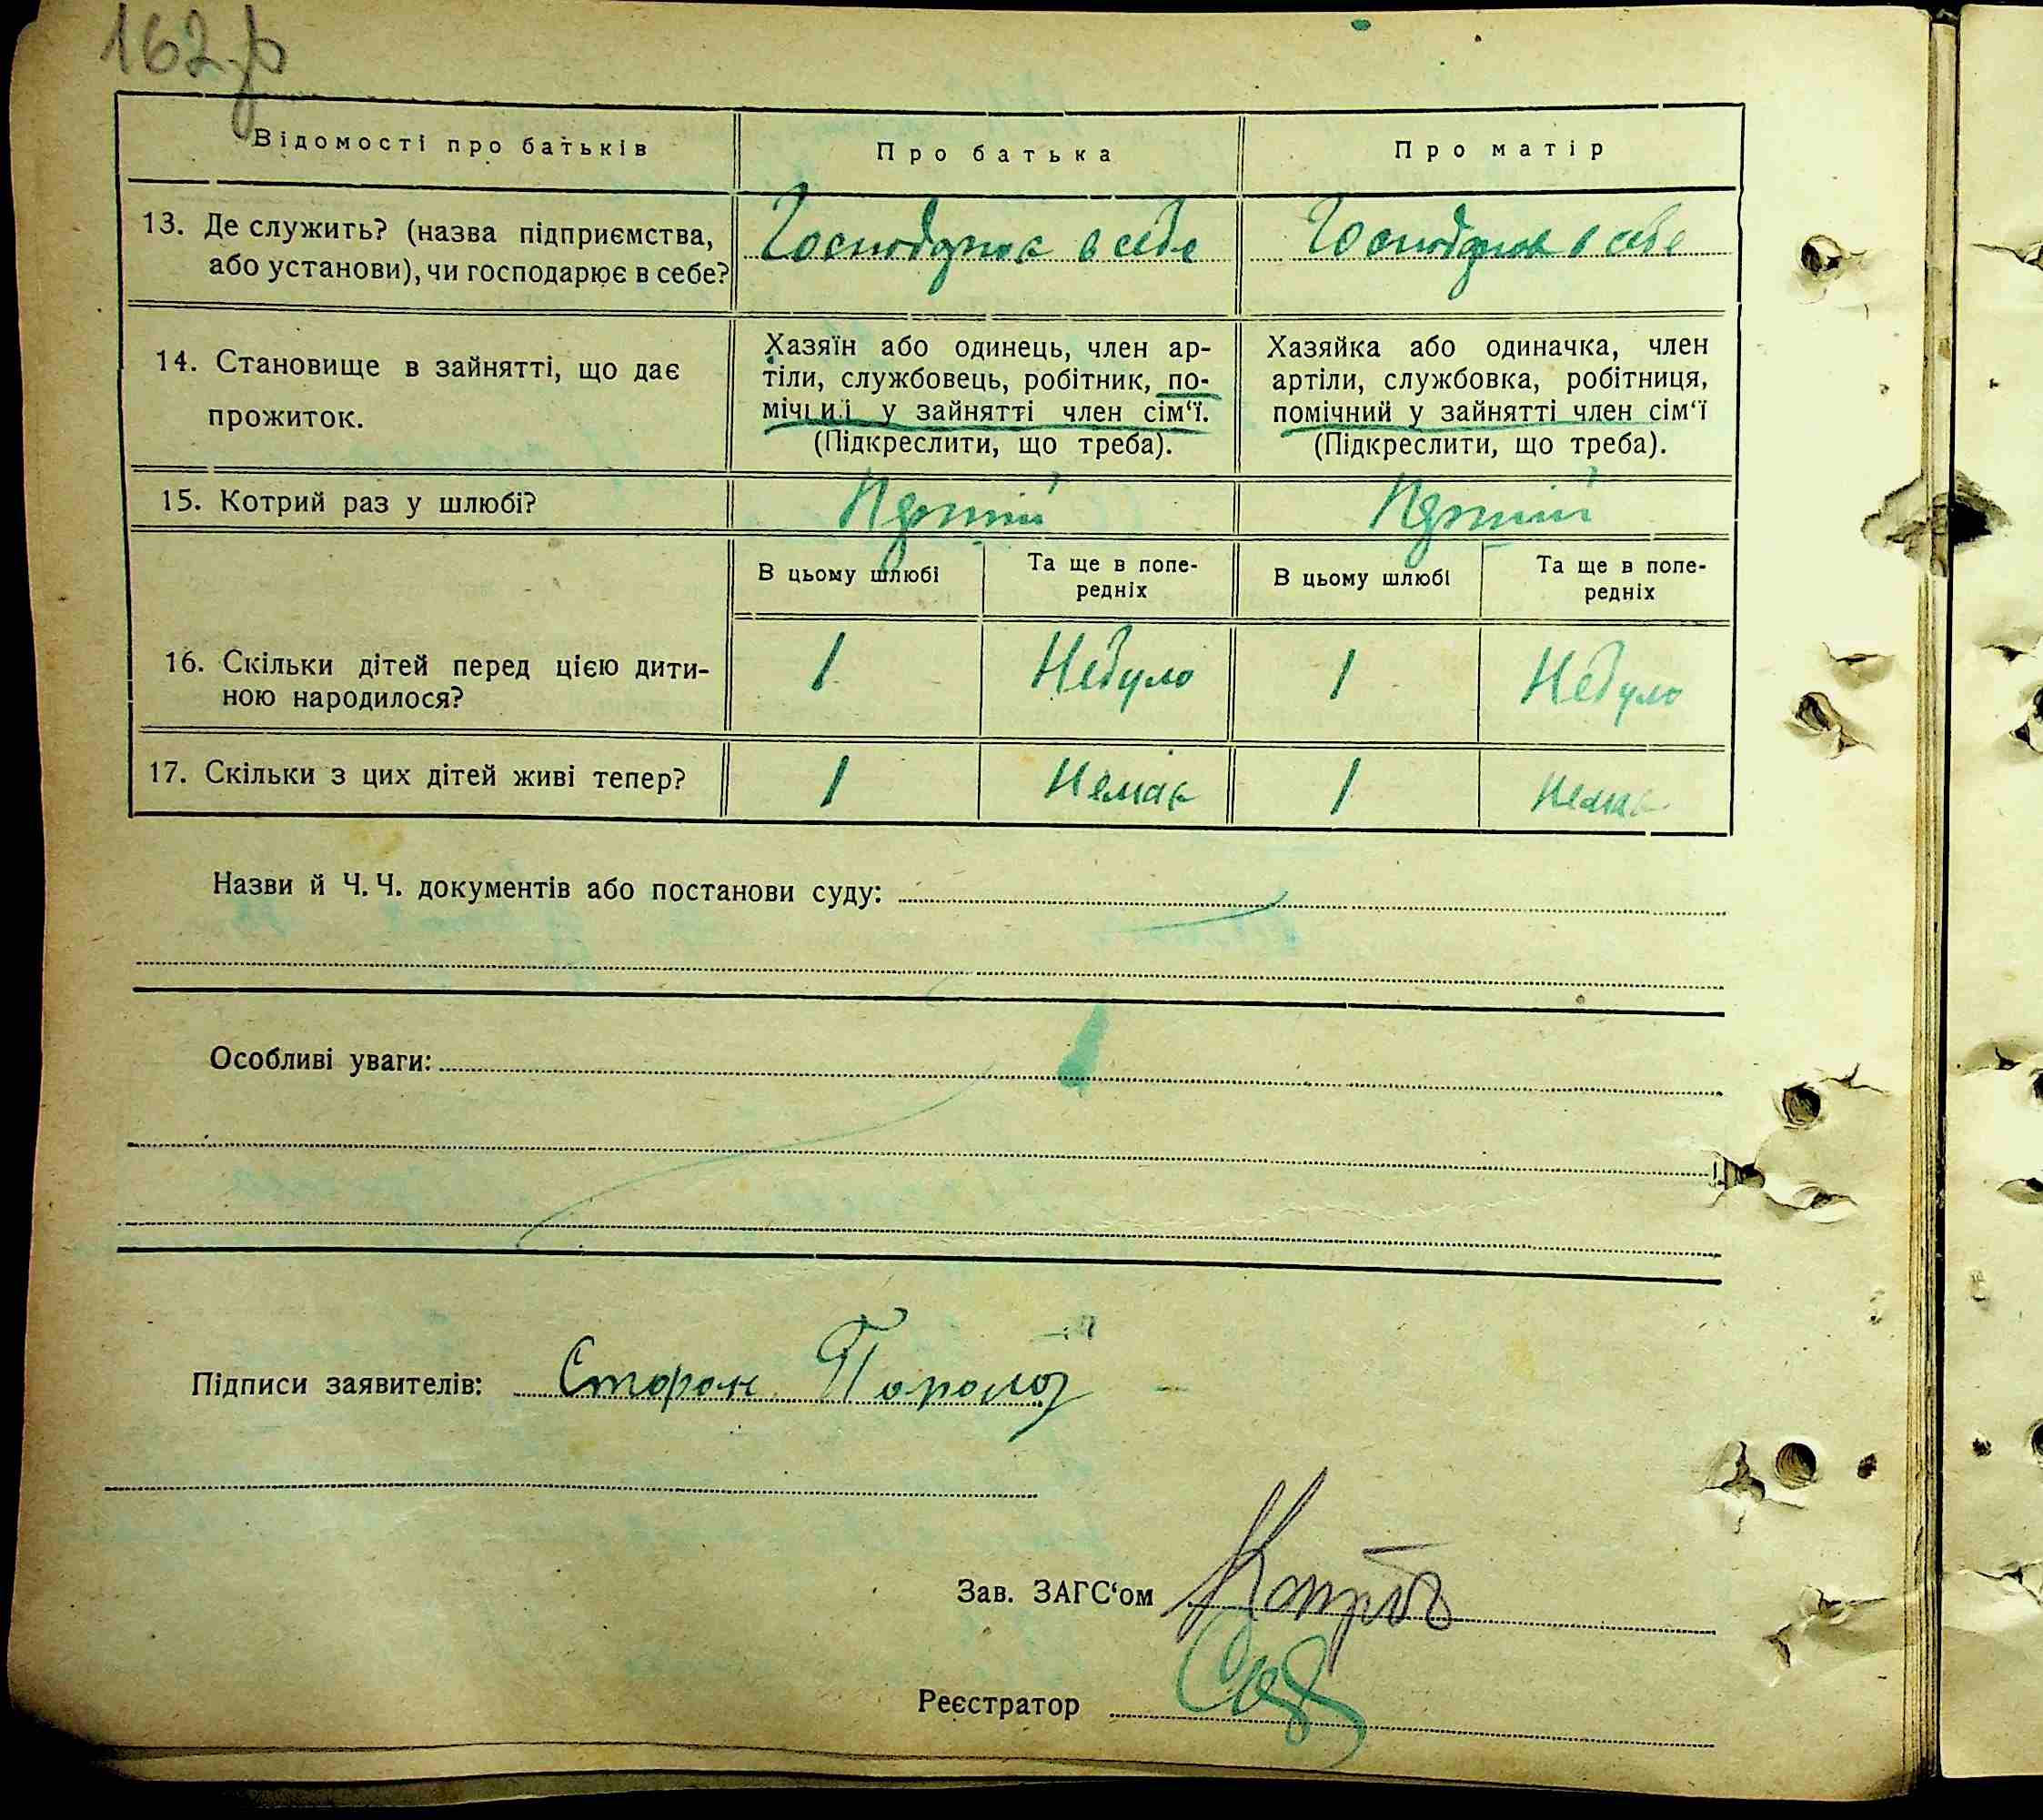 162
Відомості про батьків
Про батька
Про матір
13. Де служить? (назва підприємства,
або установи), чи господарює в себе?
Господарює в себе
Господарює в себе
14. Становище в зайнятті, що дає
прожиток.
Хазяїн або одинець, член ар-
тіли, службовець, робітник, по-
мічний у зайнятті член сім‘ї.
(Підкреслити, що треба).
Хазяйка або одиначка, член
артіли, службовка, робітниця,
помічний у зайнятті член сім‘ї
(Підкреслити, що треба).
15. Котрий раз у шлюбі?
Перший
Перший
В цьому шлюбі
Та ще в попе-
редніх
В цьому шлюбі
Та ще в попе-
редніх
16. Скільки дітей перед цією дити-
ною народилося?
1
Небуло
1
Небуло
17. Скільки з цих дітей живі тепер?
1
Немає
1
Немає
Назви й Ч. Ч. документів або постанови суду:
Особливі уваги:
Підписи заявителів:
Зав. ЗАГС‘ом
Реєстратор